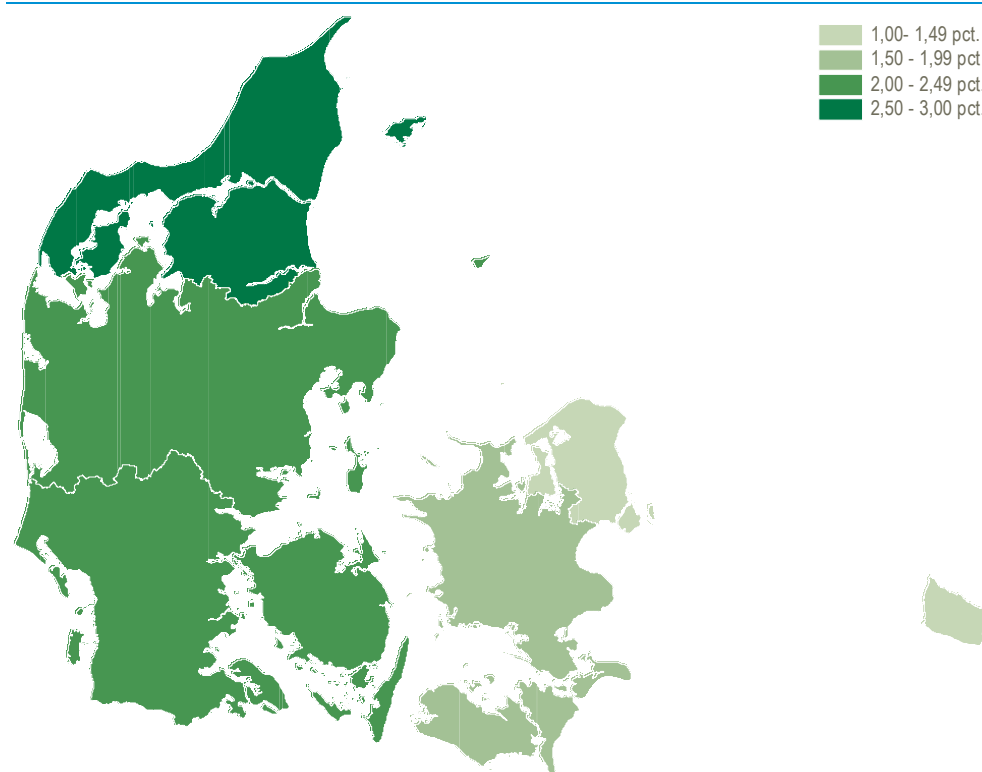 1,00- 1,49 pct.
1,50 - 1,99 pct
2,00 - 2,49 pct.
2,50 - 3,00 pct.